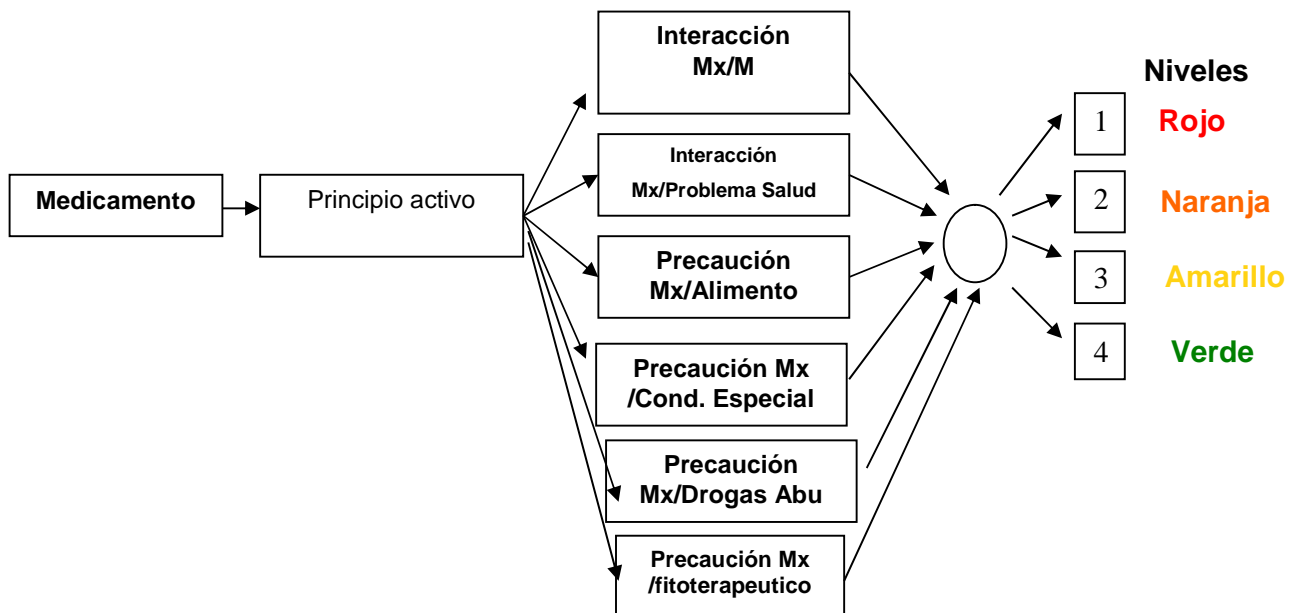 Medicamento
Principio activo
Interacción
Mx/M
Interacción
Mx/Problema Salud
Precaución
Mx/Alimento
Precaución Mx
/Cond. Especial
Precaución
Mx/Drogas Abu
Precaución Mx
/fitoterapeutico
Niveles
1 Rojo
2 Naranja
3 Amarillo
4 Verde